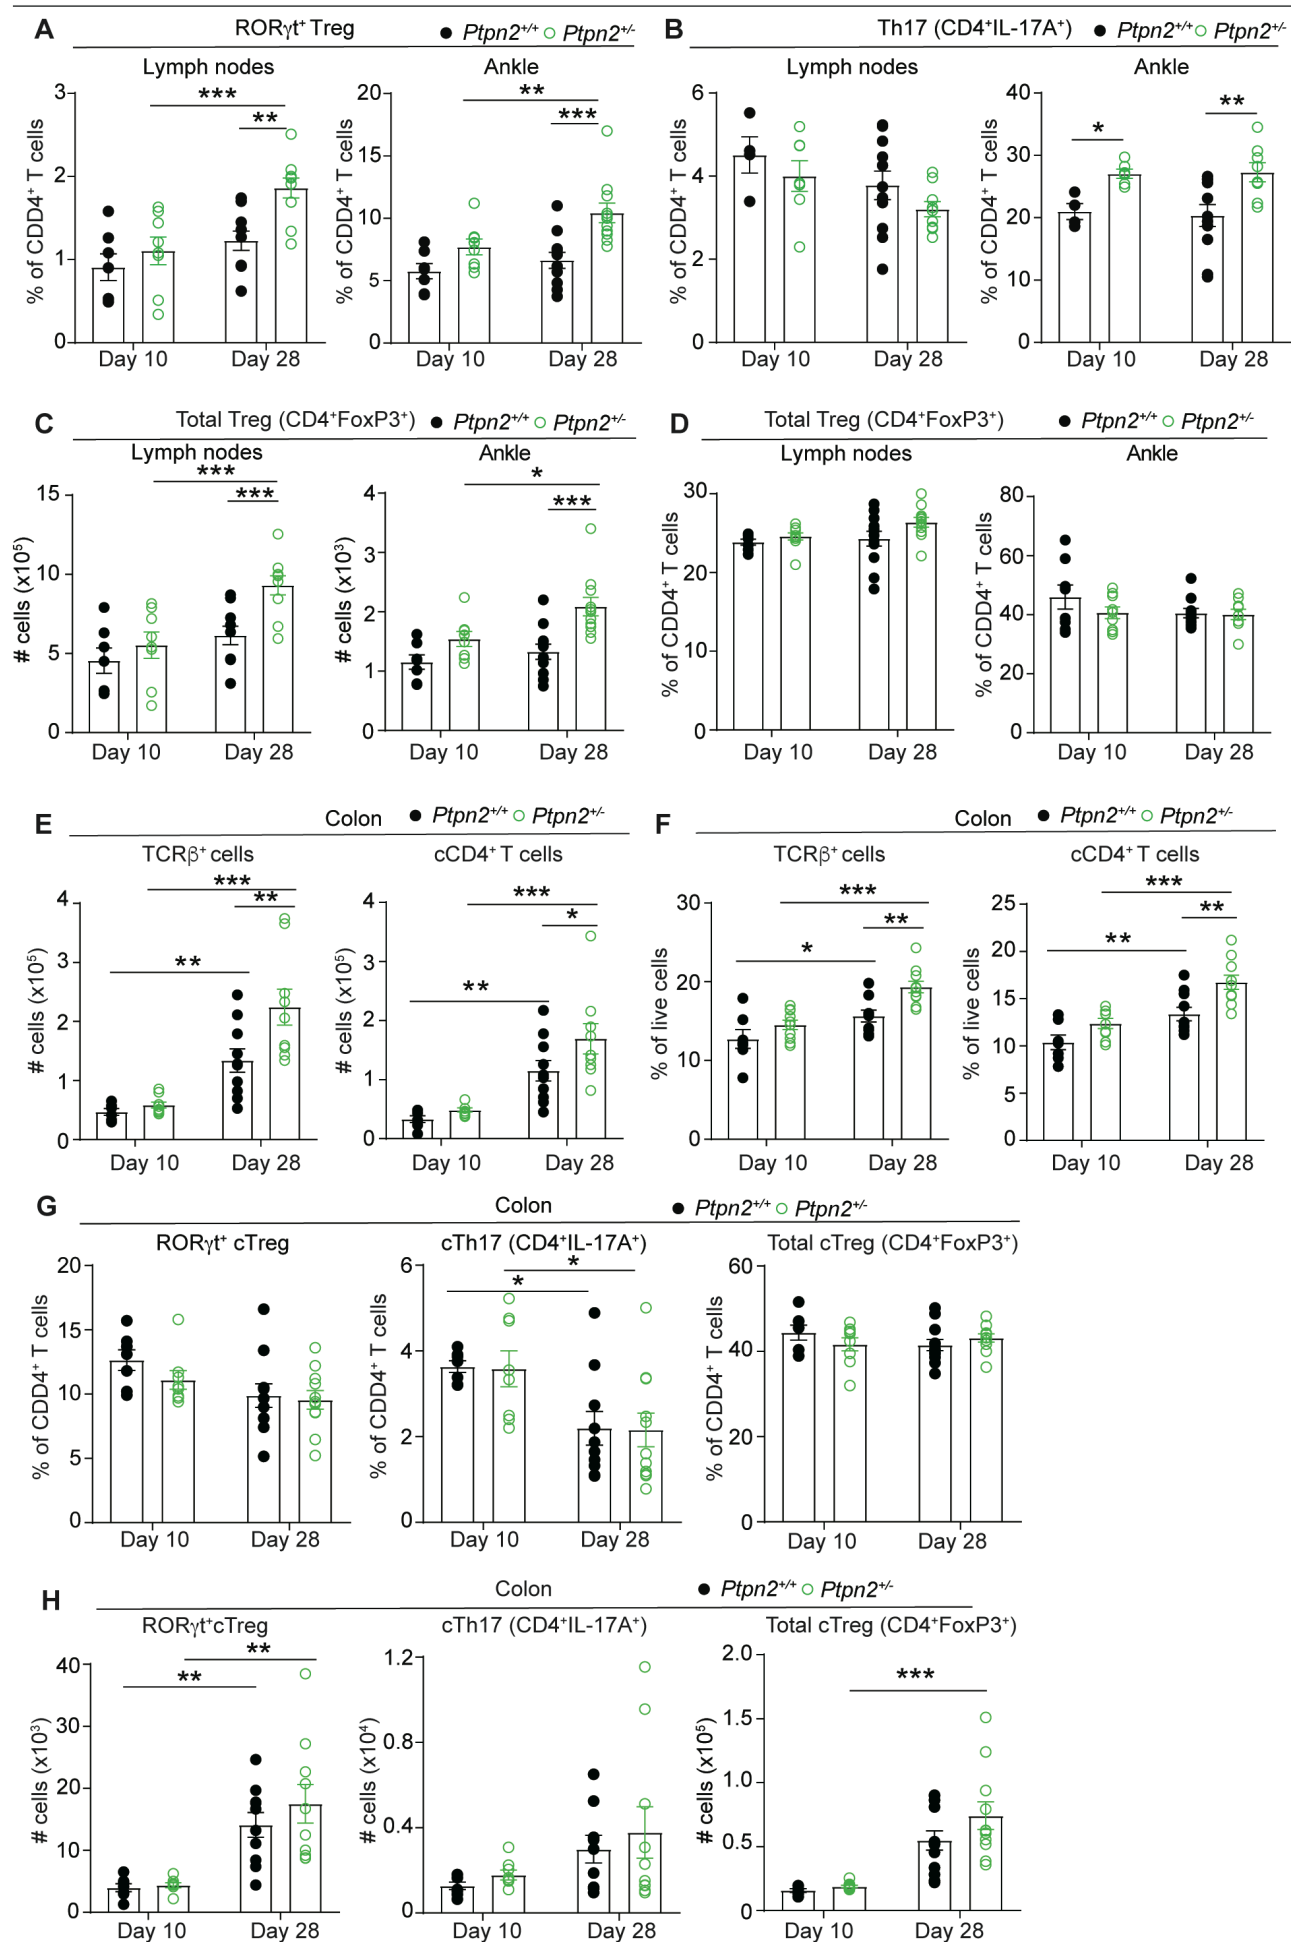 A RORγt⁺ Treg ● Ptpn2⁺/⁺ ○ Ptpn2⁺/⁻
Lymph nodes Ankle
*** ** ** ***
% of CDD4⁺ T cells
3
2
1
0
Day 10 Day 28
% of CDD4⁺ T cells
20
15
10
5
0
Day 10 Day 28
B Th17 (CD4⁺IL-17A⁺) ● Ptpn2⁺/⁺ ○ Ptpn2⁺/⁻
Lymph nodes Ankle
* **
% of CDD4⁺ T cells
6
4
2
0
Day 10 Day 28
% of CDD4⁺ T cells
40
30
20
10
0
Day 10 Day 28
C Total Treg (CD4⁺FoxP3⁺) ● Ptpn2⁺/⁺ ○ Ptpn2⁺/⁻
Lymph nodes Ankle
*** *** * ***
# cells (x10⁵)
15
10
5
0
Day 10 Day 28
# cells (x10³)
4
3
2
1
0
Day 10 Day 28
D Total Treg (CD4⁺FoxP3⁺) ● Ptpn2⁺/⁺ ○ Ptpn2⁺/⁻
Lymph nodes Ankle
% of CDD4⁺ T cells
30
20
10
0
Day 10 Day 28
% of CDD4⁺ T cells
80
60
40
20
0
Day 10 Day 28
E Colon ● Ptpn2⁺/⁺ ○ Ptpn2⁺/⁻
TCRβ⁺ cells cCD4⁺ T cells
*** ** ** *** * **
# cells (x10⁵)
4
3
2
1
0
Day 10 Day 28
# cells (x10⁵)
4
3
2
1
0
Day 10 Day 28
F Colon ● Ptpn2⁺/⁺ ○ Ptpn2⁺/⁻
TCRβ⁺ cells cCD4⁺ T cells
*** ** * *** ** **
% of live cells
30
20
10
0
Day 10 Day 28
% of live cells
25
20
15
10
5
0
Day 10 Day 28
G Colon ● Ptpn2⁺/⁺ ○ Ptpn2⁺/⁻
RORγt⁺ cTreg cTh17 (CD4⁺IL-17A⁺) Total cTreg (CD4⁺FoxP3⁺)
* *
% of CDD4⁺ T cells
20
15
10
5
0
Day 10 Day 28
% of CDD4⁺ T cells
6
4
2
0
Day 10 Day 28
% of CDD4⁺ T cells
60
40
20
0
Day 10 Day 28
H Colon ● Ptpn2⁺/⁺ ○ Ptpn2⁺/⁻
RORγt⁺cTreg cTh17 (CD4⁺IL-17A⁺) Total cTreg (CD4⁺FoxP3⁺)
** ** ***
# cells (x10³)
40
30
20
10
0
Day 10 Day 28
# cells (x10⁴)
1.2
0.8
0.4
0
Day 10 Day 28
# cells (x10⁵)
2.0
1.5
1.0
0.5
0
Day 10 Day 28